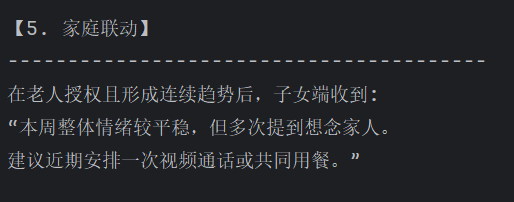 【5. 家庭联动】
----------------------------------------
在老人授权且形成连续趋势后，子女端收到：
“本周整体情绪较平稳，但多次提到想念家人。
建议近期安排一次视频通话或共同用餐。”